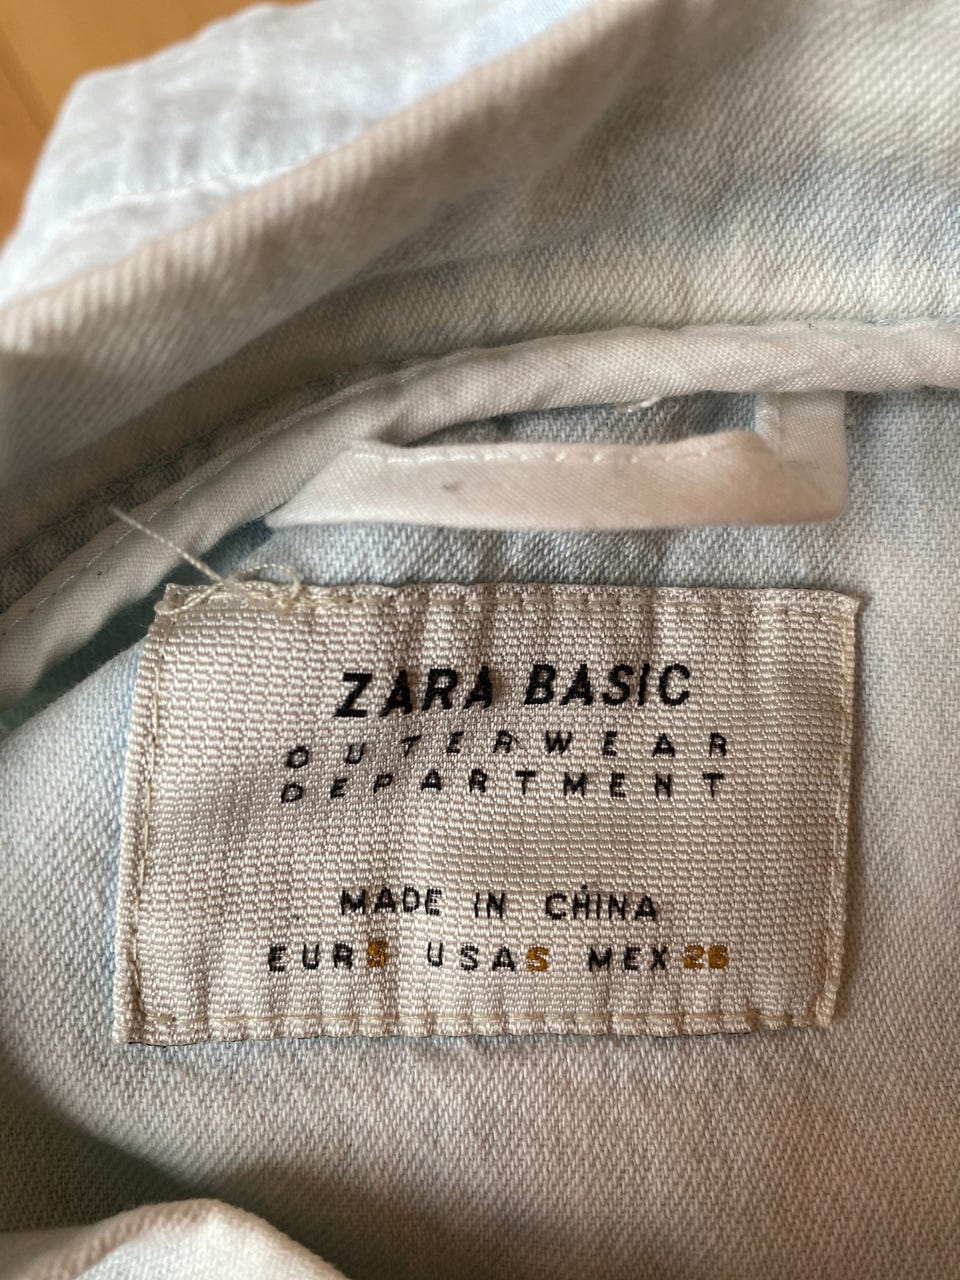 ZARA BASIC
OUTERWEAR
DEPARTMENT
MADE IN CHINA
EUR S USA S MEX 26